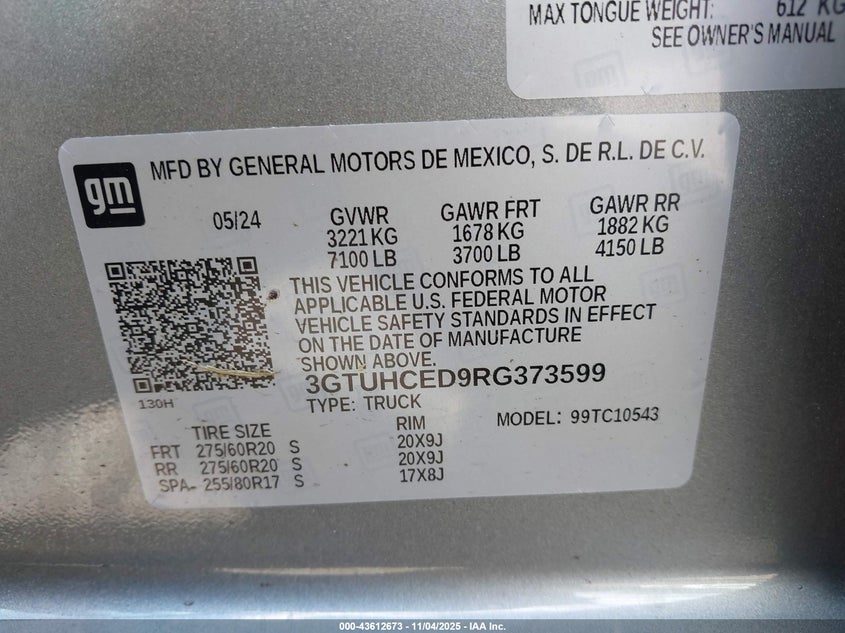 MAX TONGUE WEIGHT: 612 KG
SEE OWNER'S MANUAL
gm
MFD BY GENERAL MOTORS DE MEXICO, S. DE R.L. DE C.V.
05/24 GVWR GAWR FRT GAWR RR
3221 KG 1678 KG 1882 KG
7100 LB 3700 LB 4150 LB
THIS VEHICLE CONFORMS TO ALL
APPLICABLE U.S. FEDERAL MOTOR
VEHICLE SAFETY STANDARDS IN EFFECT
ON THE DATE OF MANUFACTURE
SHOWN ABOVE.
3GTUHCED9RG373599
130H
TYPE: TRUCK
MODEL: 99TC10543
TIRE SIZE RIM
FRT 275/60R20 S 20X9J
RR 275/60R20 S 20X9J
SPA- 255/80R17 S 17X8J
000-43612673 - 11/04/2025 - IAA Inc.